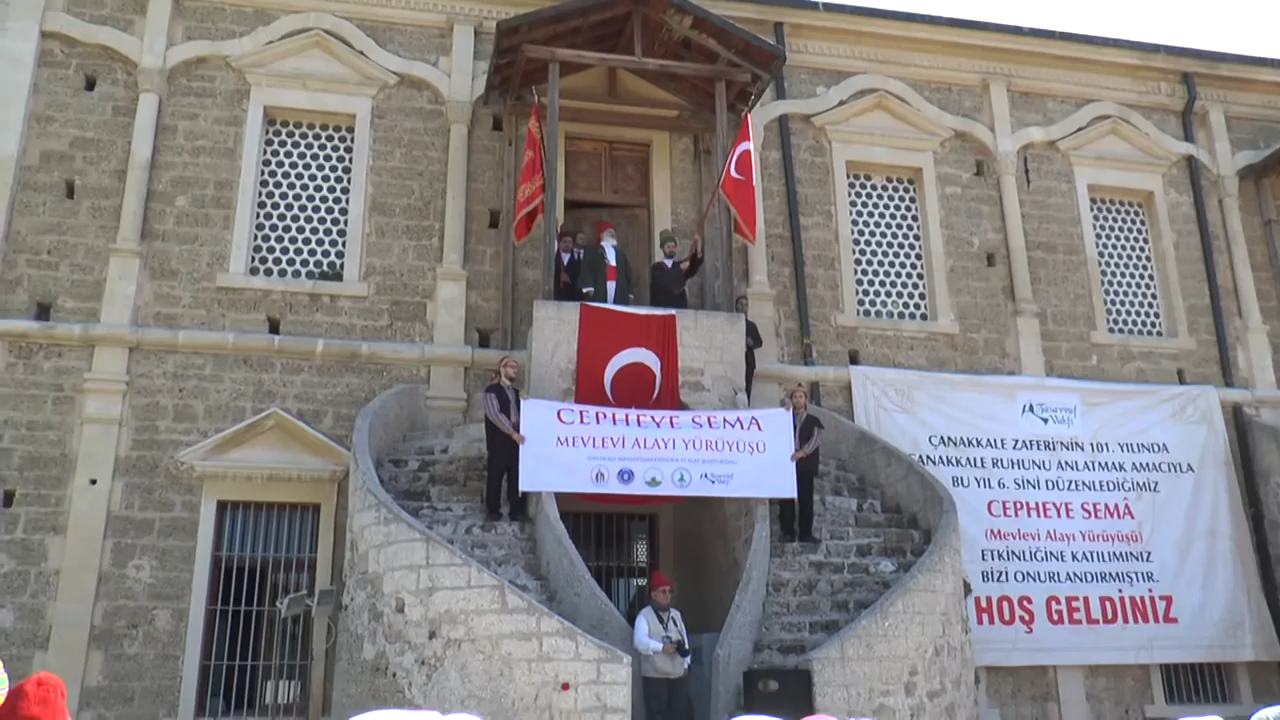 CEPHEYE SEMA
MEVLEVİ ALAYI YÜRÜYÜŞÜ
Tasavvuf
Vakfı
ÇANAKKALE ZAFERİ'NİN 101. YILINDA
ÇANAKKALE RUHUNU ANLATMAK AMACIYLA
BU YIL 6. SINI DÜZENLEDİĞİMİZ
CEPHEYE SEMÂ
(Mevlevi Alayı Yürüyüşü)
ETKİNLİĞİNE KATILIMINIZ
BİZİ ONURLANDIRMIŞTIR.
HOŞ GELDİNİZ